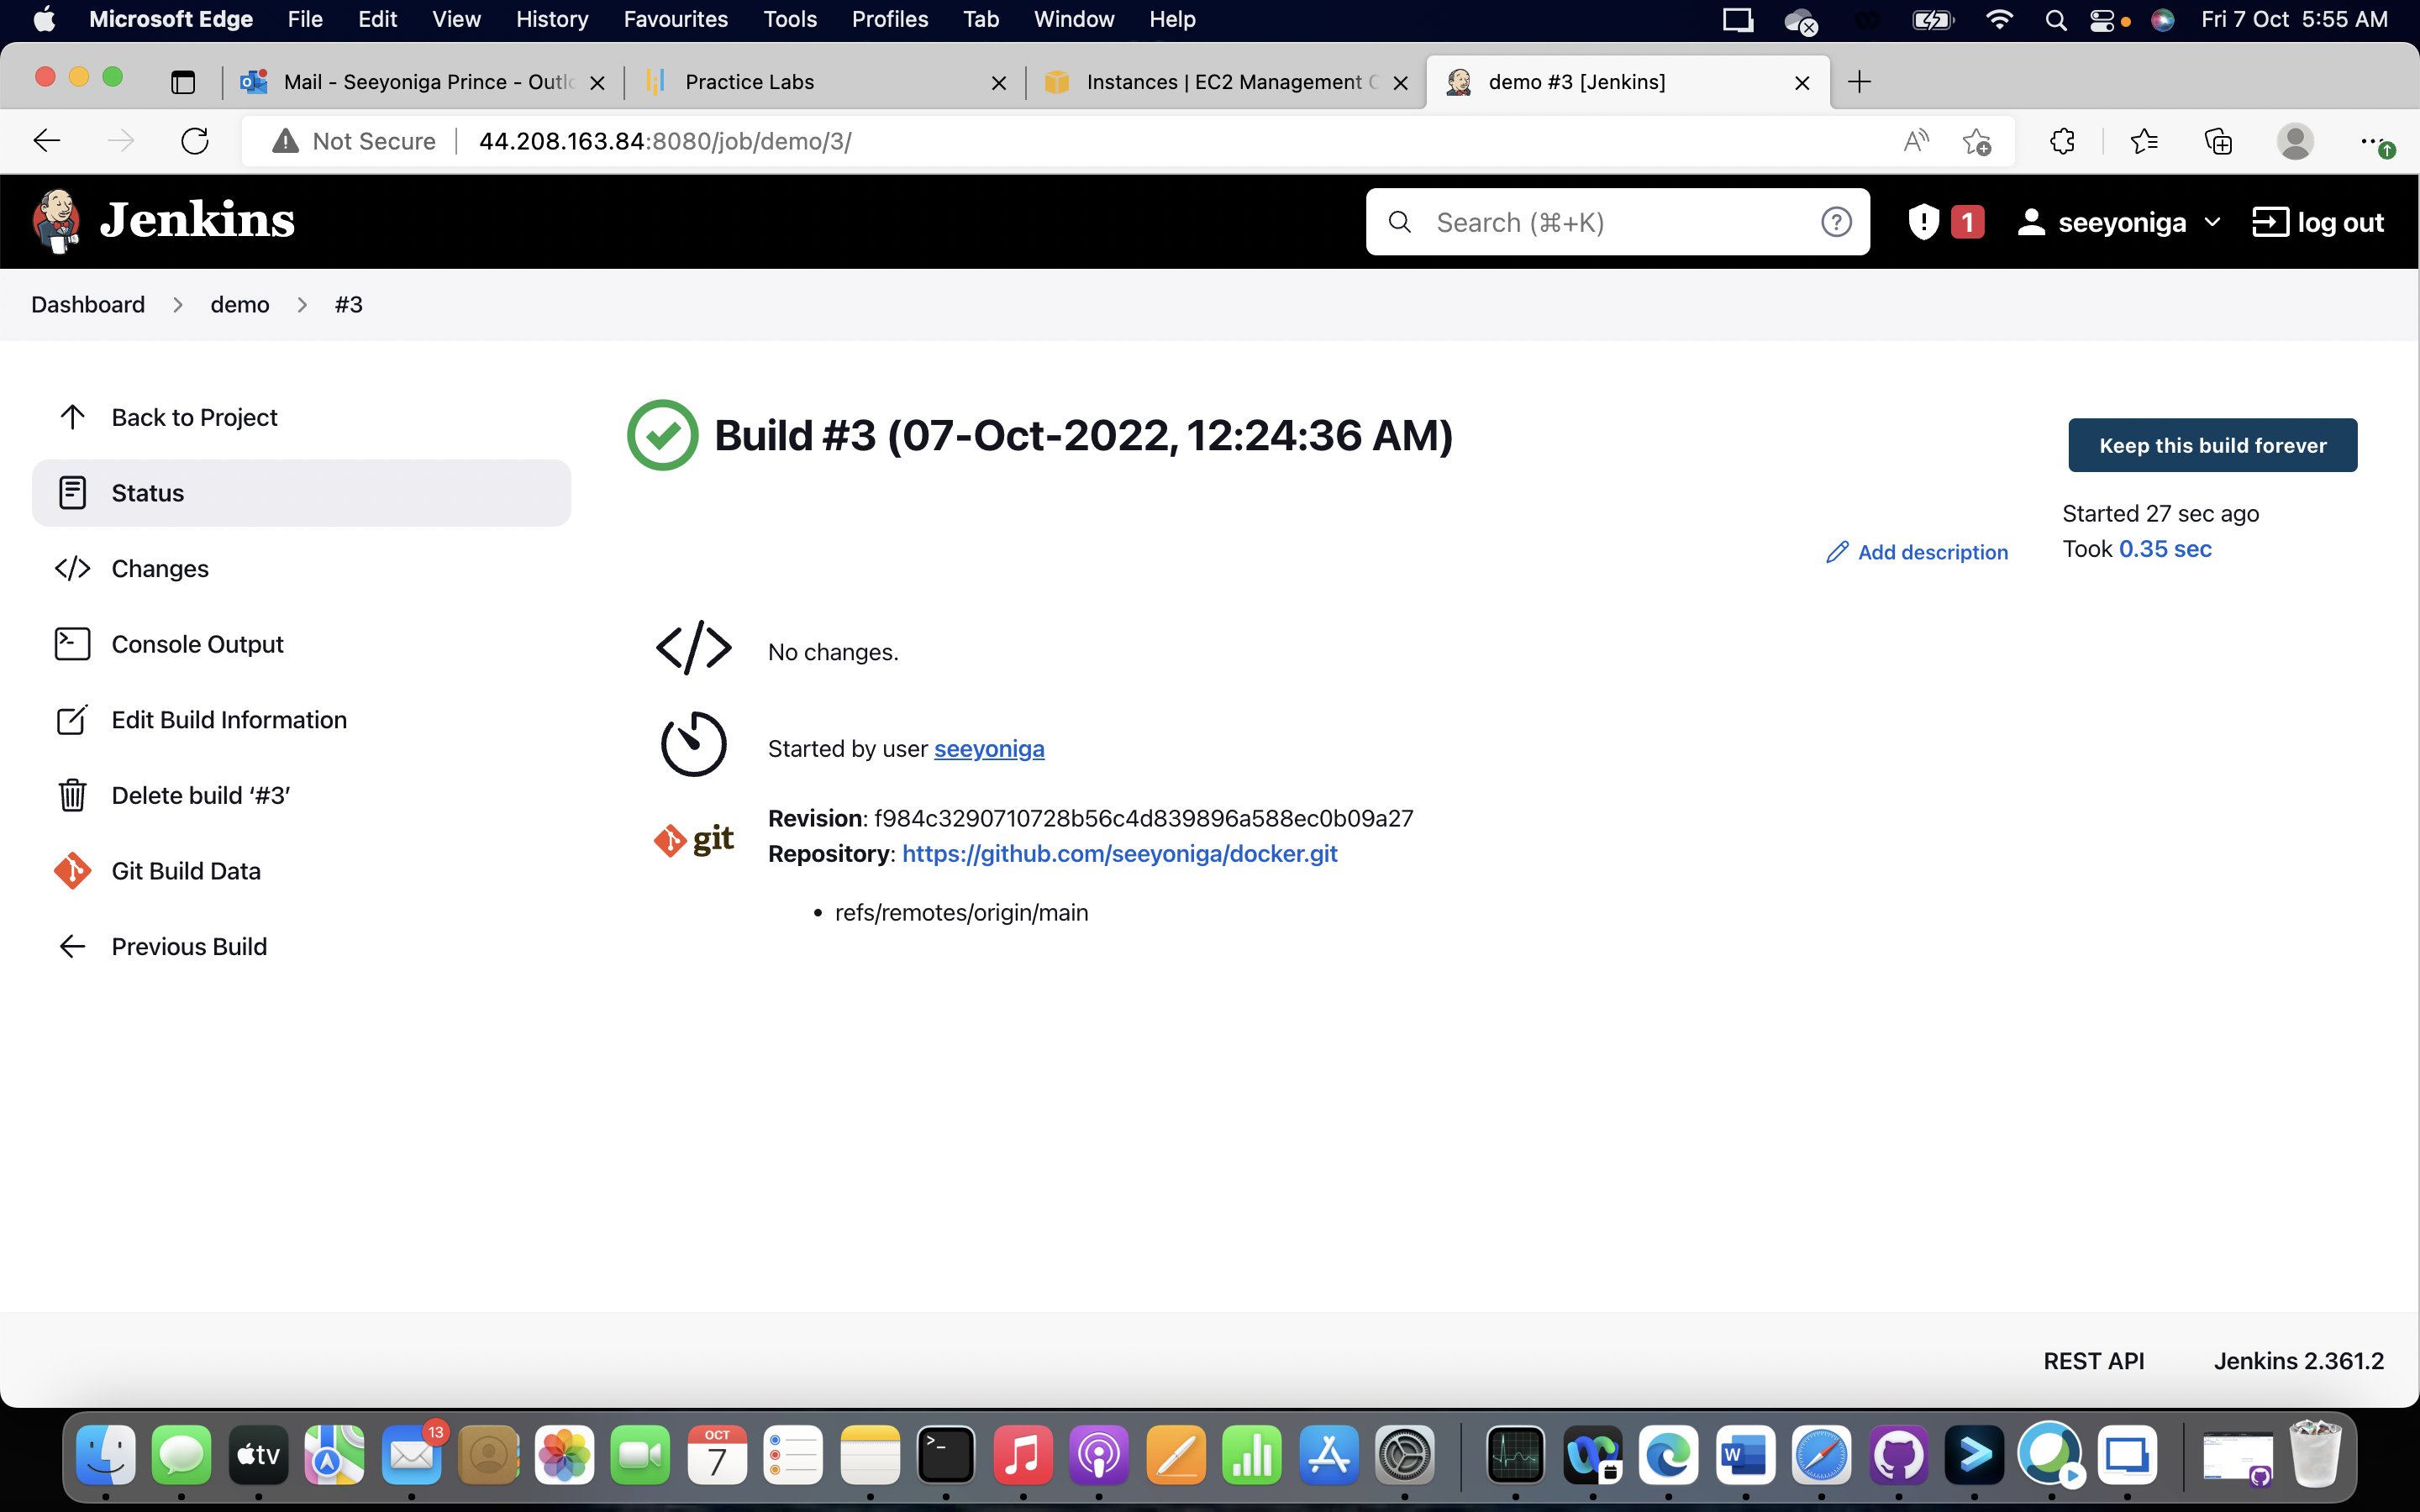 Microsoft Edge File Edit View History Favourites Tools Profiles Tab Window Help Fri 7 Oct 5:55 AM
Mail - Seeyoniga Prince - Outlo Practice Labs Instances | EC2 Management C demo #3 [Jenkins]
Not Secure 44.208.163.84:8080/job/demo/3/
Jenkins Search (⌘+K) 1 seeyoniga log out
Dashboard demo #3
Back to Project
Status
Changes
Console Output
Edit Build Information
Delete build ‘#3’
Git Build Data
Previous Build
Build #3 (07-Oct-2022, 12:24:36 AM)
Keep this build forever
Started 27 sec ago
Took 0.35 sec
Add description
No changes.
Started by user seeyoniga
git
Revision: f984c3290710728b56c4d839896a588ec0b09a27
Repository: https://github.com/seeyoniga/docker.git
• refs/remotes/origin/main
REST API Jenkins 2.361.2
tv 13 OCT 7 W